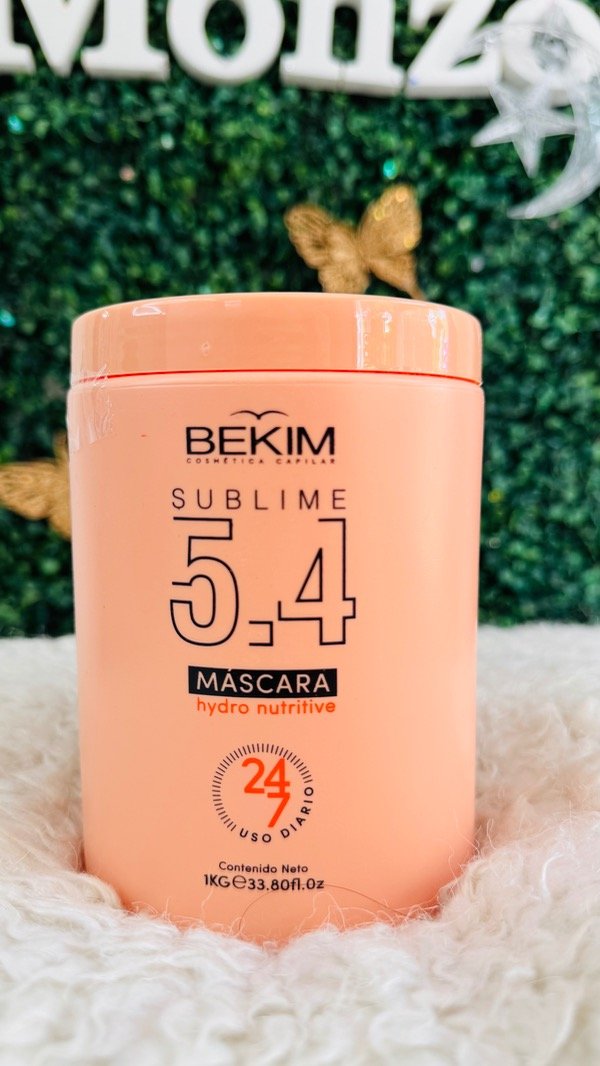 Monzo
BEKIM
COSMÉTICA CAPILAR
SUBLIME
5.4
MÁSCARA
hydro nutritive
24
7
USO DIARIO
Contenido Neto
1KG℮33.80fl.Oz